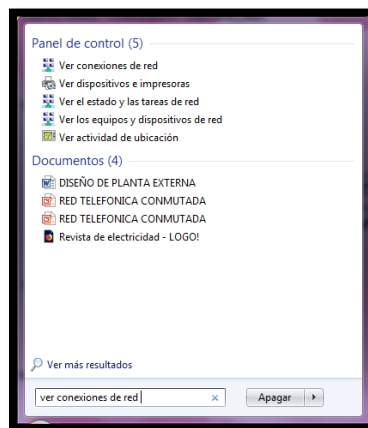 Panel de control (5)
Ver conexiones de red
Ver dispositivos e impresoras
Ver el estado y las tareas de red
Ver los equipos y dispositivos de red
Ver actividad de ubicación
Documentos (4)
DISEÑO DE PLANTA EXTERNA
RED TELEFONICA CONMUTADA
RED TELEFONICA CONMUTADA
Revista de electricidad - LOGO!
Ver más resultados
ver conexiones de red
Apagar